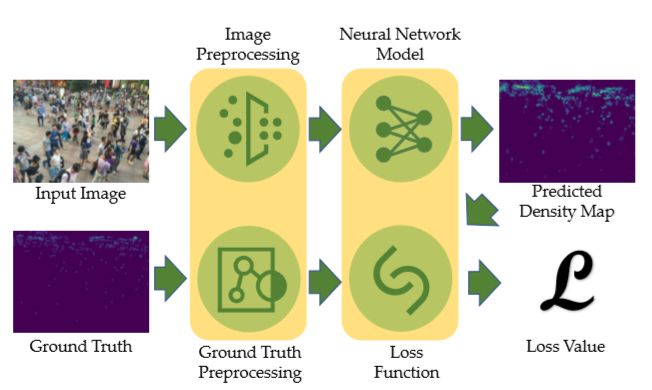 Image
Preprocessing
Neural Network
Model
Input Image
Predicted
Density Map
ℒ
Ground Truth
Ground Truth
Preprocessing
Loss
Function
Loss Value